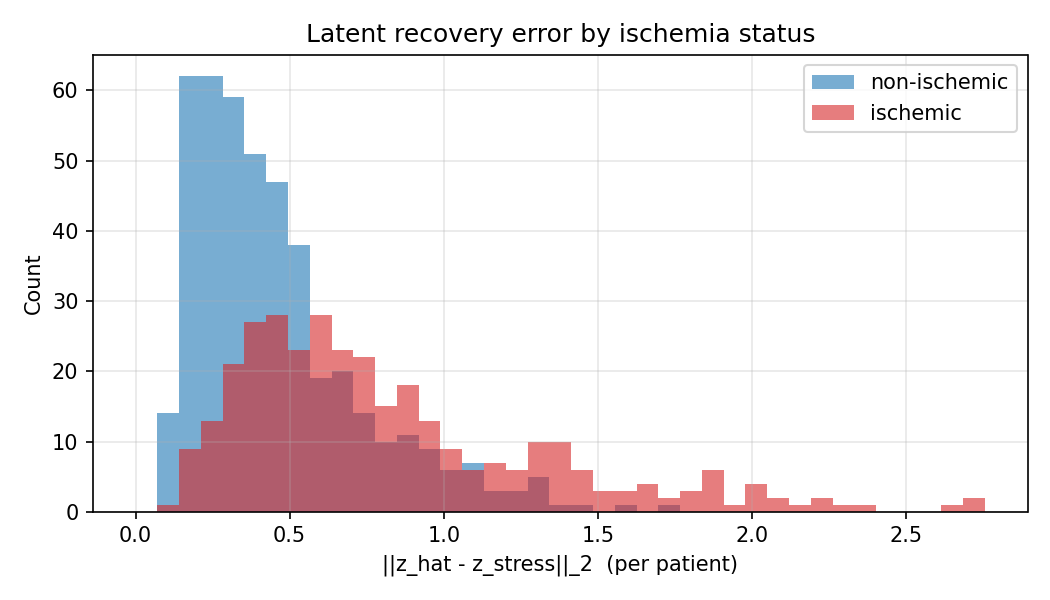 Latent recovery error by ischemia status
non-ischemic
ischemic
Count
60
50
40
30
20
10
0
0.0 0.5 1.0 1.5 2.0 2.5
||z_hat - z_stress||_2  (per patient)